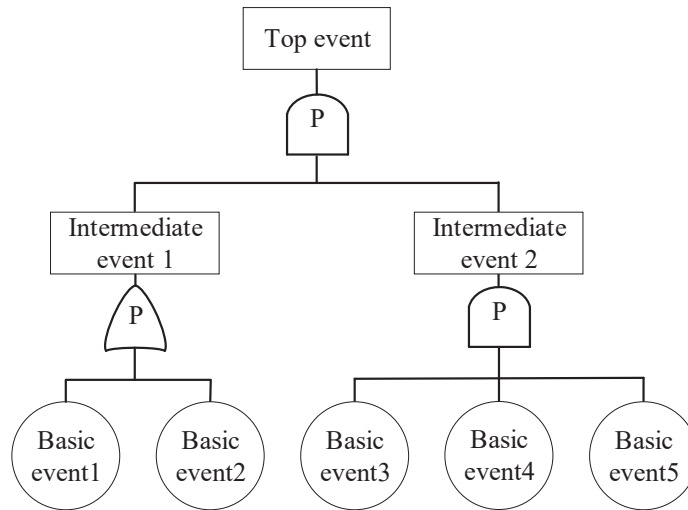 Top event
P
Intermediate
event 1
Intermediate
event 2
P
P
Basic
event1
Basic
event2
Basic
event3
Basic
event4
Basic
event5